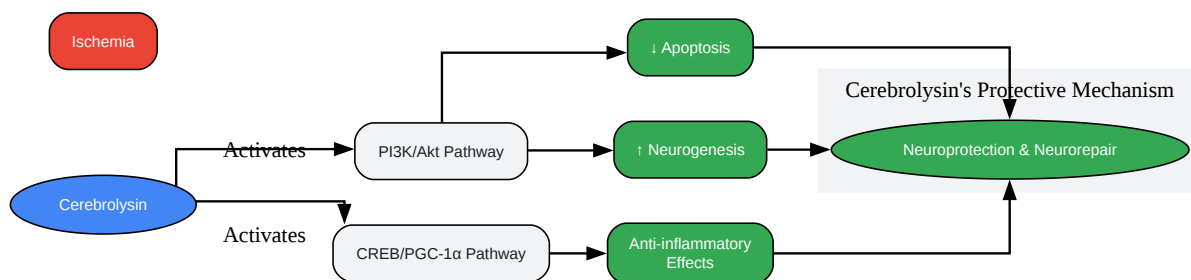 Ischemia
↓ Apoptosis
Cerebrolysin's Protective Mechanism
Activates
PI3K/Akt Pathway
↑ Neurogenesis
Neuroprotection & Neurorepair
Cerebrolysin
Activates
CREB/PGC-1α Pathway
Anti-inflammatory
Effects